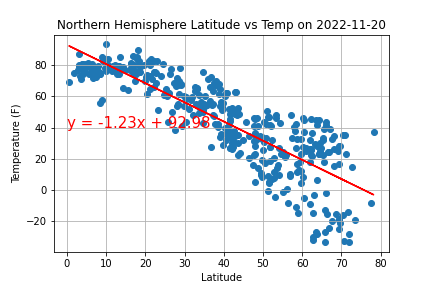 Northern Hemisphere Latitude vs Temp on 2022-11-20
Temperature (F)
80
60
40
20
0
−20
y = -1.23x + 92.98
0 10 20 30 40 50 60 70 80
Latitude